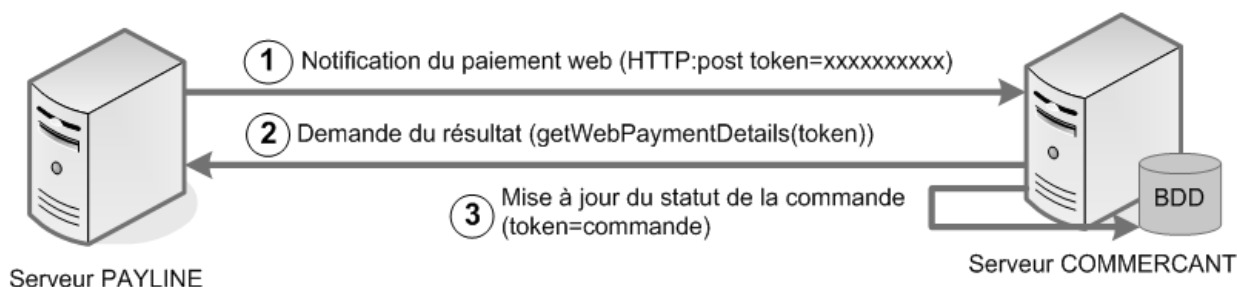 1 Notification du paiement web (HTTP:post token=xxxxxxxxxx)
2 Demande du résultat (getWebPaymentDetails(token))
3 Mise à jour du statut de la commande
(token=commande)
BDD
Serveur PAYLINE
Serveur COMMERCANT